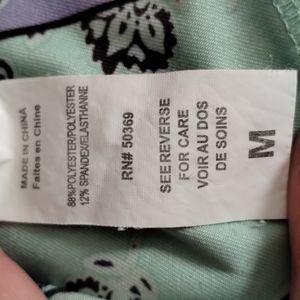 MADE IN CHINA
Faites en Chine
88%POLYESTER/POLYESTER
12% SPANDEX/ELASTHANNE
RN# 50369
SEE REVERSE
FOR CARE
VOIR AU DOS
DE SOINS
M